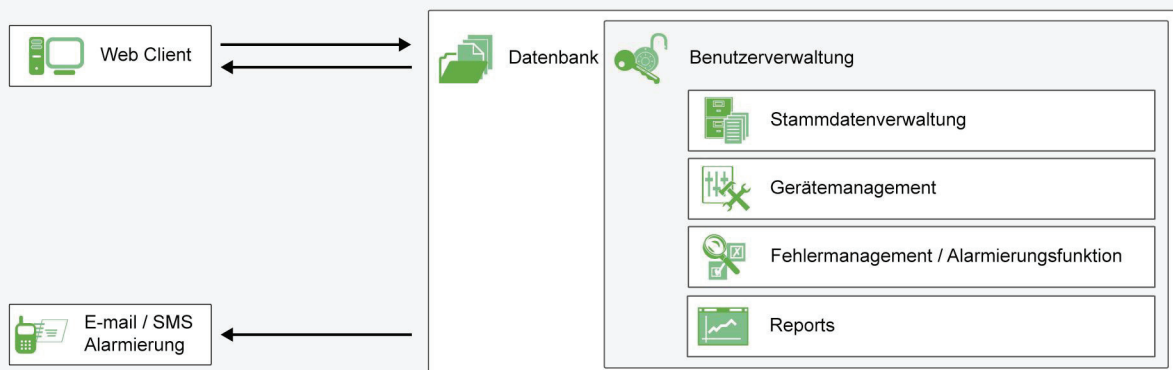 Web Client
Datenbank
Benutzerverwaltung
Stammdatenverwaltung
Gerätemanagement
Fehlermanagement / Alarmierungsfunktion
Reports
E-mail / SMS
Alarmierung